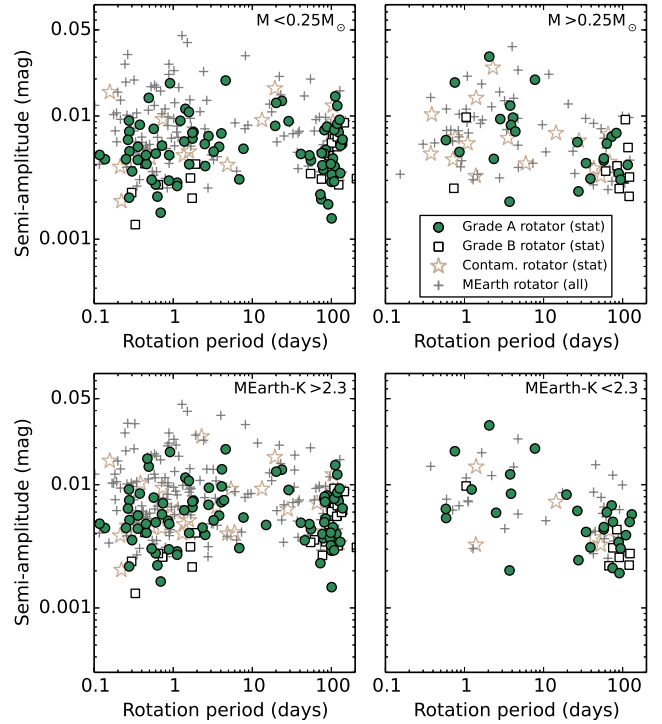 M <0.25M☉
M >0.25M☉
0.05
0.01
0.001
Semi-amplitude (mag)
Grade A rotator (stat)
Grade B rotator (stat)
Contam. rotator (stat)
MEarth rotator (all)
0.1 1 10 100
0.1 1 10 100
Rotation period (days)
Rotation period (days)
MEarth-K >2.3
MEarth-K <2.3
0.05
0.01
0.001
Semi-amplitude (mag)
0.1 1 10 100
0.1 1 10 100
Rotation period (days)
Rotation period (days)